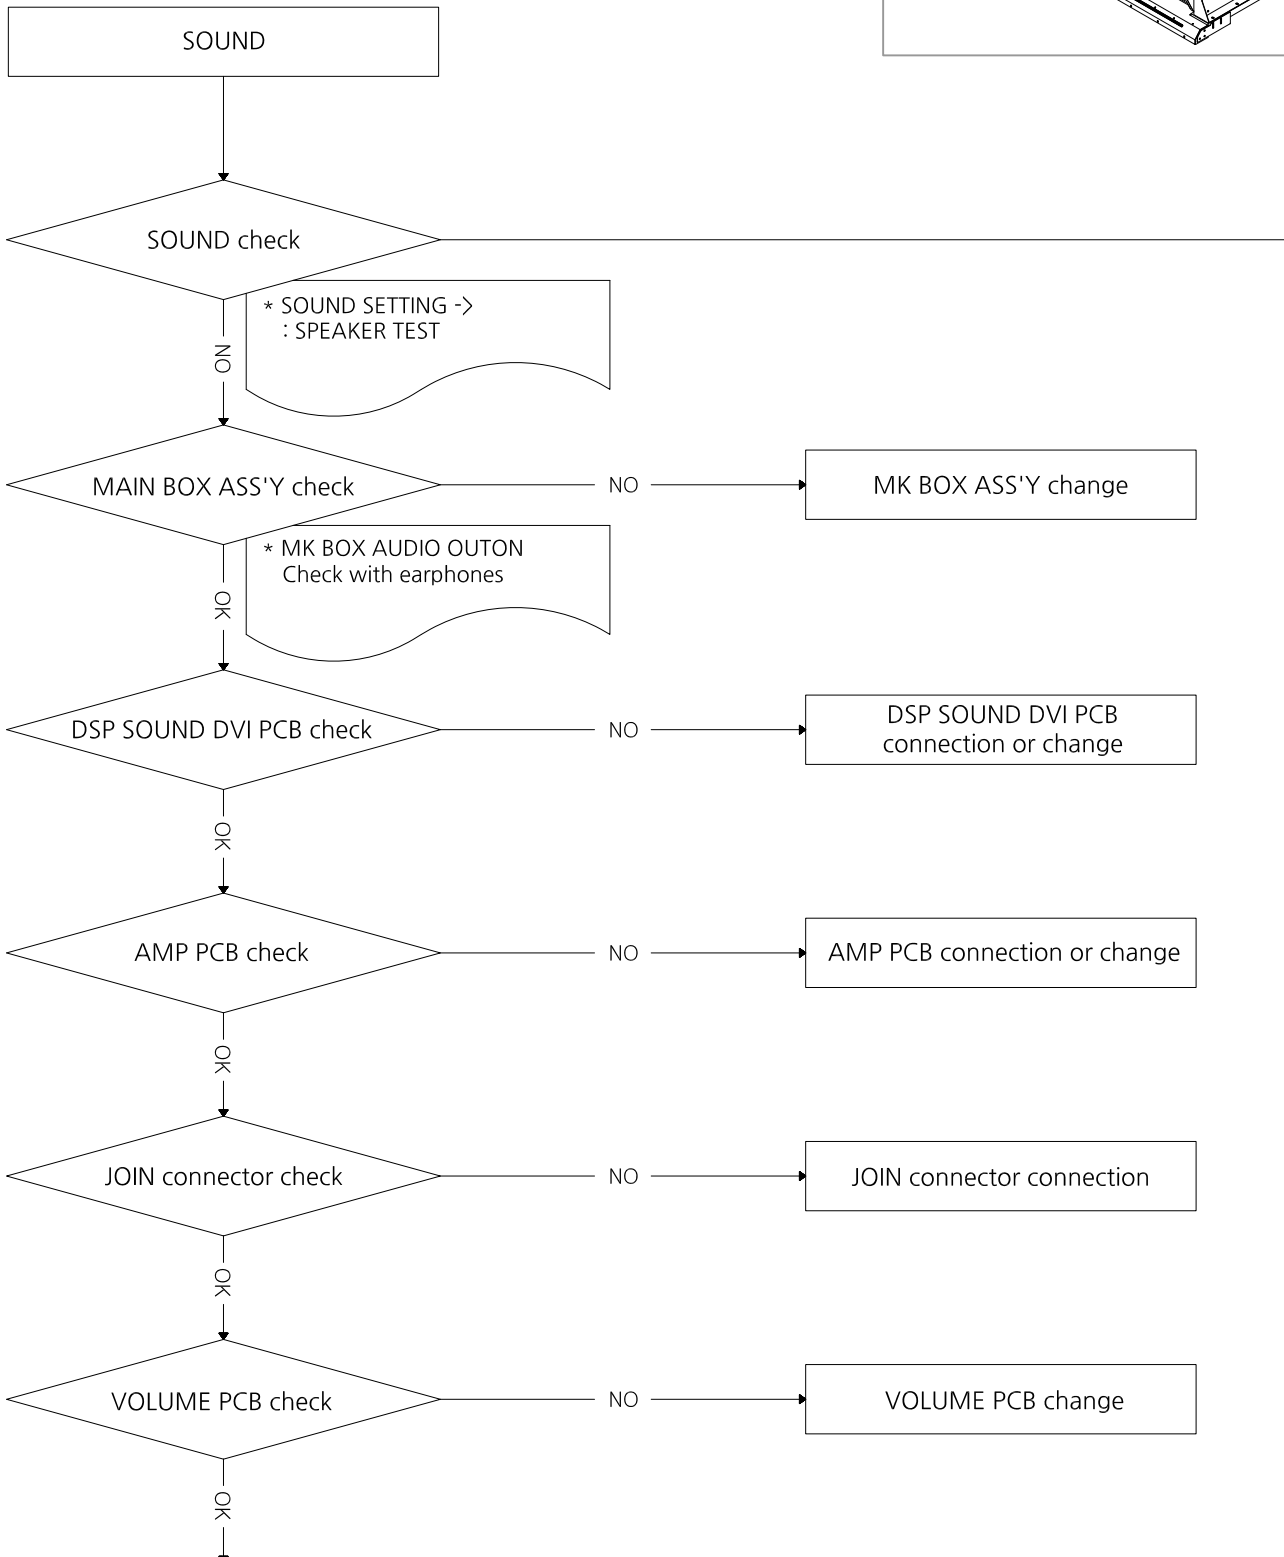 SOUND
SOUND check
* SOUND SETTING ->
: SPEAKER TEST
NO
MAIN BOX ASS'Y check
NO
MK BOX ASS'Y change
* MK BOX AUDIO OUTON
Check with earphones
OK
DSP SOUND DVI PCB check
NO
DSP SOUND DVI PCB
connection or change
OK
AMP PCB check
NO
AMP PCB connection or change
OK
JOIN connector check
NO
JOIN connector connection
OK
VOLUME PCB check
NO
VOLUME PCB change
OK